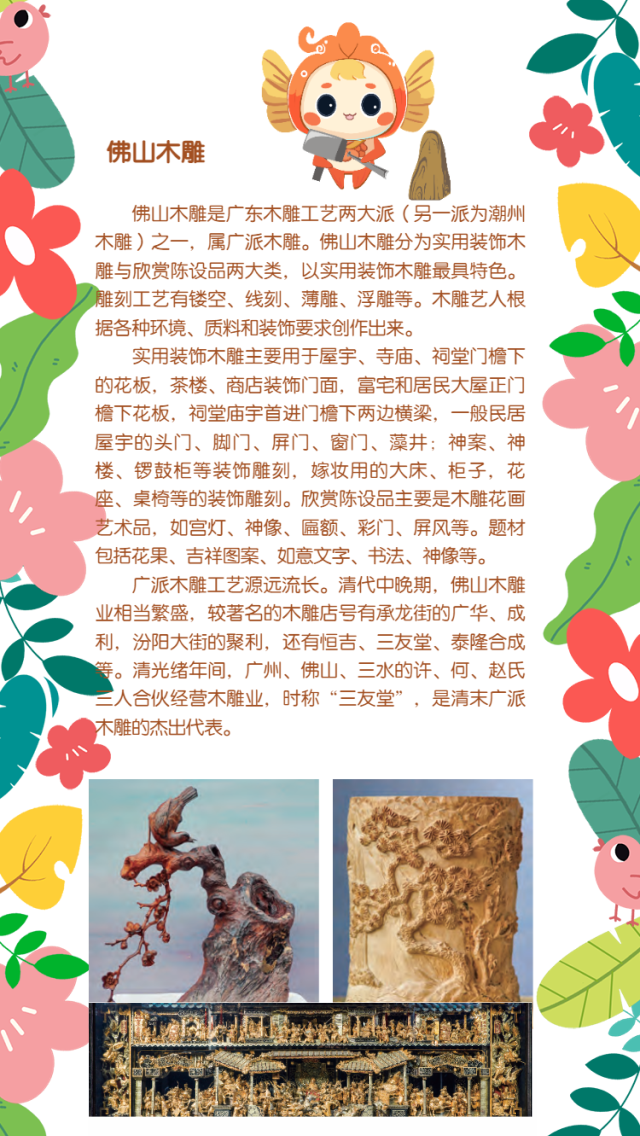 佛山木雕
佛山木雕是广东木雕工艺两大派（另一派为潮州
木雕）之一，属广派木雕。佛山木雕分为实用装饰木
雕与欣赏陈设品两大类，以实用装饰木雕最具特色。
雕刻工艺有镂空、线刻、薄雕、浮雕等。木雕艺人根
据各种环境、质料和装饰要求创作出来。
实用装饰木雕主要用于屋宇、寺庙、祠堂门檐下
的花板，茶楼、商店装饰门面，富宅和居民大屋正门
檐下花板，祠堂庙宇首进门檐下两边横梁，一般民居
屋宇的头门、脚门、屏门、窗门、藻井；神案、神
楼、锣鼓柜等装饰雕刻，嫁妆用的大床、柜子，花
座、桌椅等的装饰雕刻。欣赏陈设品主要是木雕花画
艺术品，如宫灯、神像、匾额、彩门、屏风等。题材
包括花果、吉祥图案、如意文字、书法、神像等。
广派木雕工艺源远流长。清代中晚期，佛山木雕
业相当繁盛，较著名的木雕店号有承龙街的广华、成
利，汾阳大街的聚利，还有恒吉、三友堂、泰隆合成
等。清光绪年间，广州、佛山、三水的许、何、赵氏
三人合伙经营木雕业，时称“三友堂”，是清末广派
木雕的杰出代表。